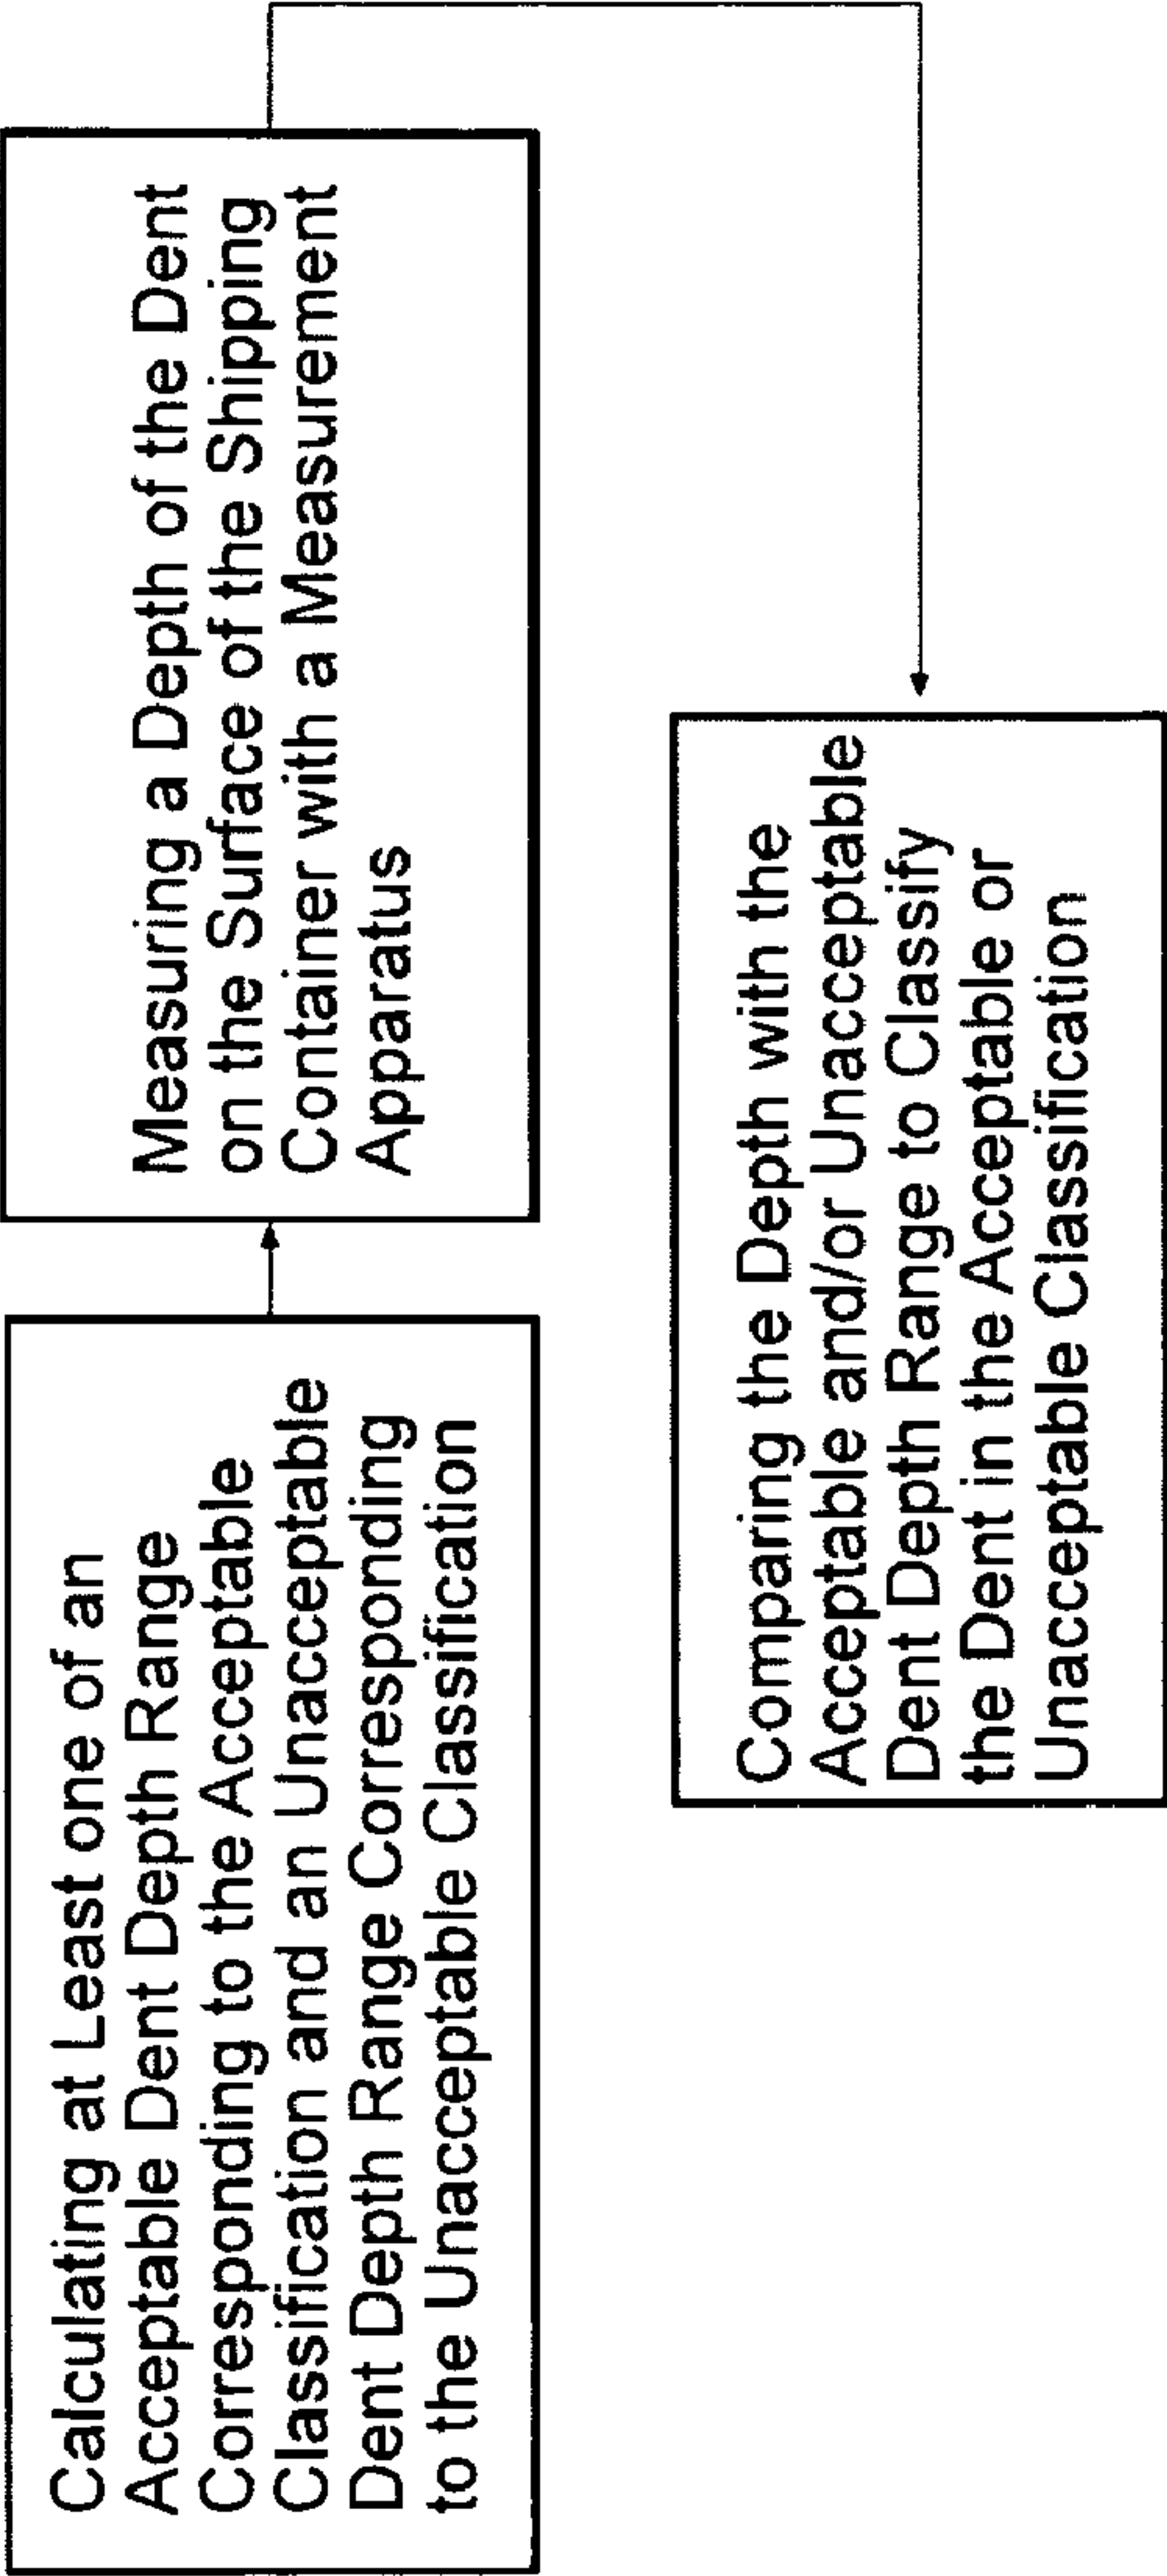 Calculating at Least one of an
Acceptable Dent Depth Range
Corresponding to the Acceptable
Classification and an Unacceptable
Dent Depth Range Corresponding
to the Unacceptable Classification
Measuring a Depth of the Dent
on the Surface of the Shipping
Container with a Measurement
Apparatus
Comparing the Depth with the
Acceptable and/or Unacceptable
Dent Depth Range to Classify
the Dent in the Acceptable or
Unacceptable Classification